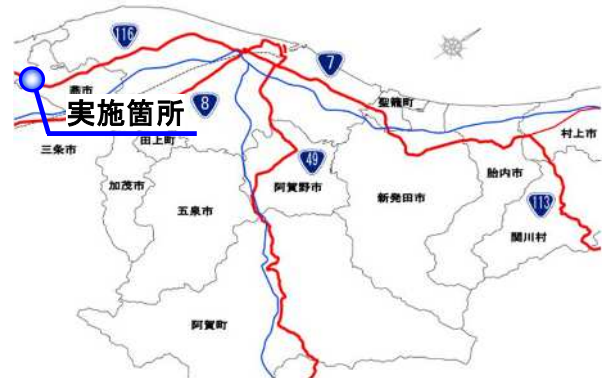 116
7
燕市
8
聖籠町
実施箇所
田上町
村上市
三条市
49
胎内市
加茂市
阿賀野市
新発田市
113
五泉市
関川村
阿賀町